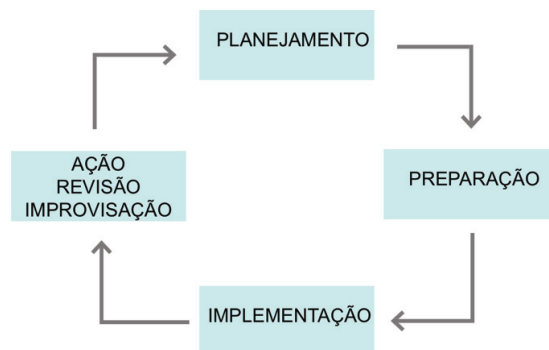 PLANEJAMENTO
PREPARAÇÃO
IMPLEMENTAÇÃO
AÇÃO
REVISÃO
IMPROVISAÇÃO